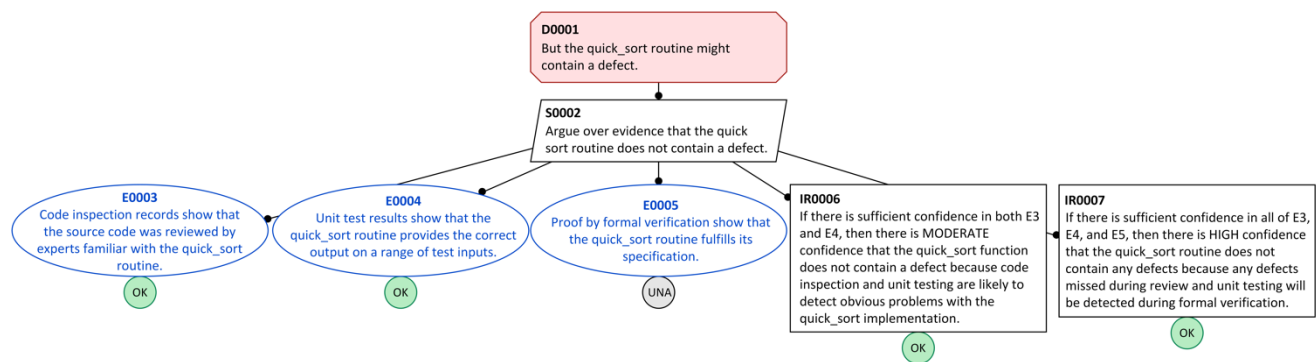 D0001
But the quick_sort routine might
contain a defect.
S0002
Argue over evidence that the quick
sort routine does not contain a defect.
E0003
Code inspection records show that
the source code was reviewed by
experts familiar with the quick_sort
routine.
OK
E0004
Unit test results show that the
quick_sort routine provides the correct
output on a range of test inputs.
OK
E0005
Proof by formal verification show that
the quick_sort routine fulfills its
specification.
UNA
IR0006
If there is sufficient confidence in both E3
and E4, then there is MODERATE
confidence that the quick_sort function
does not contain a defect because code
inspection and unit testing are likely to
detect obvious problems with the
quick_sort implementation.
OK
IR0007
If there is sufficient confidence in all of E3,
E4, and E5, then there is HIGH confidence
that the quick_sort routine does not
contain any defects because any defects
missed during review and unit testing will
be detected during formal verification.
OK